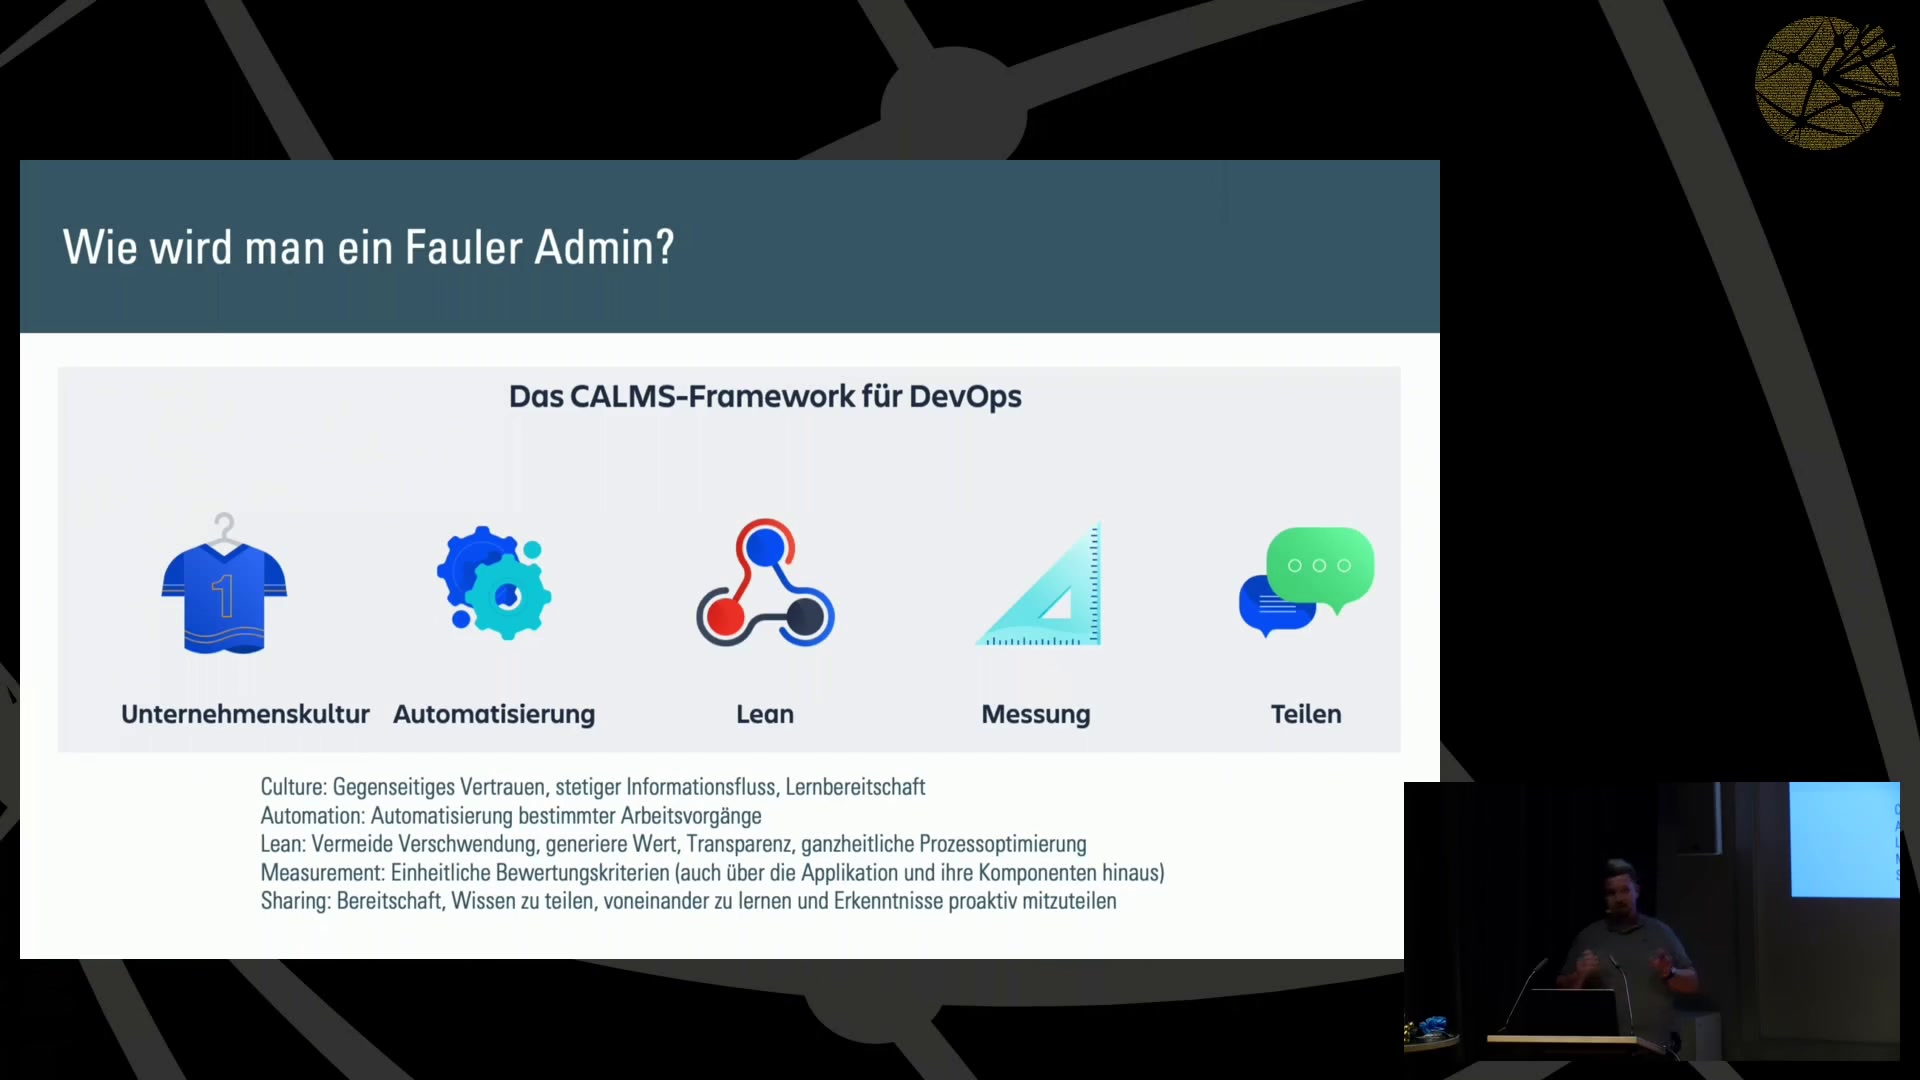 Wie wird man ein Fauler Admin?
Das CALMS-Framework für DevOps
1
Unternehmenskultur Automatisierung Lean Messung Teilen
Culture: Gegenseitiges Vertrauen, stetiger Informationsfluss, Lernbereitschaft
Automation: Automatisierung bestimmter Arbeitsvorgänge
Lean: Vermeide Verschwendung, generiere Wert, Transparenz, ganzheitliche Prozessoptimierung
Measurement: Einheitliche Bewertungskriterien (auch über die Applikation und ihre Komponenten hinaus)
Sharing: Bereitschaft, Wissen zu teilen, voneinander zu lernen und Erkenntnisse proaktiv mitzuteilen